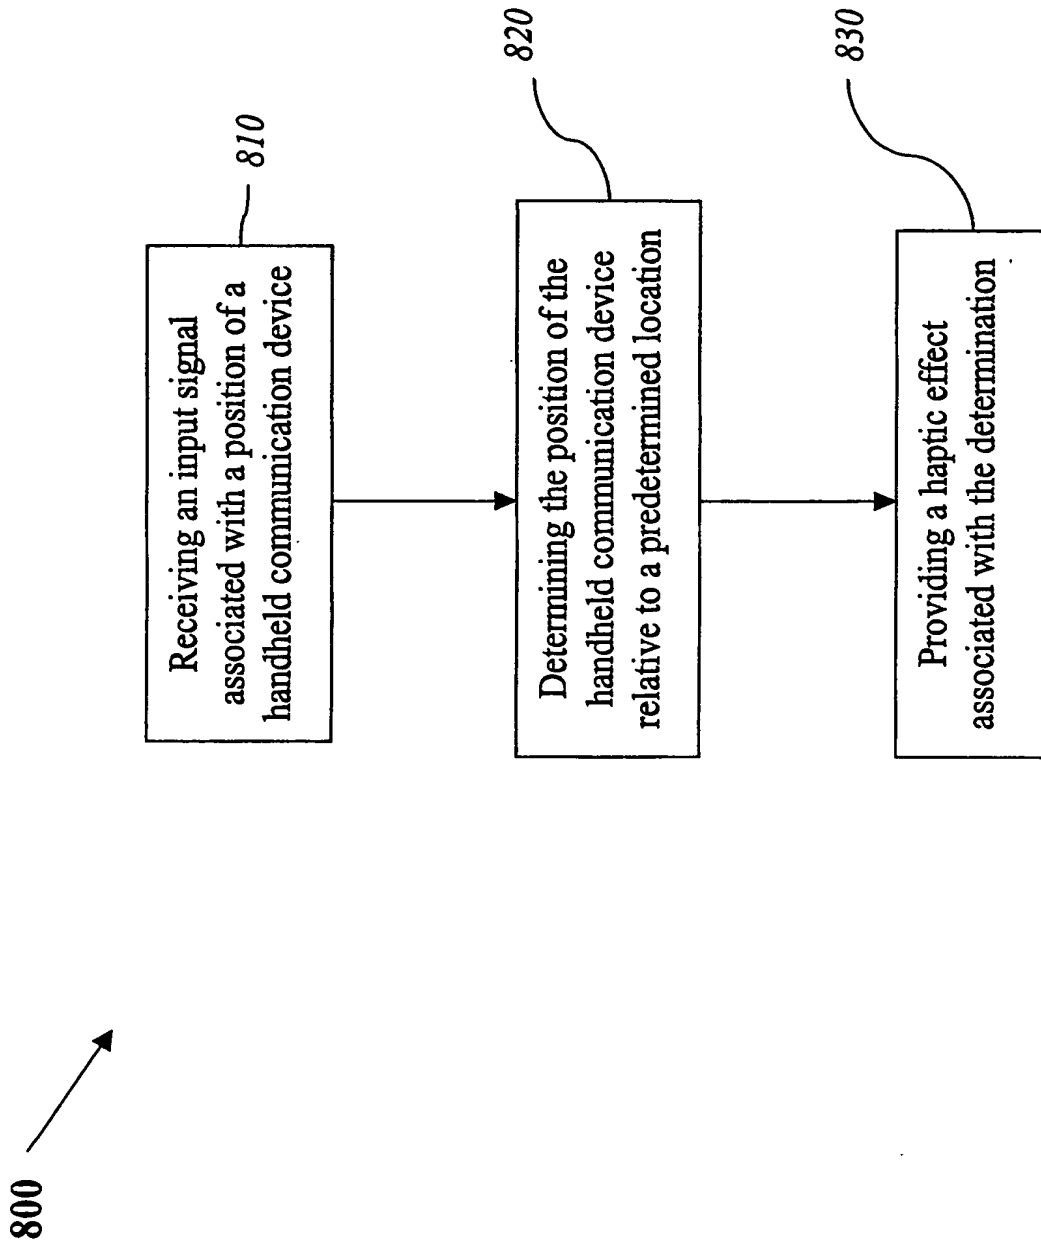 800
Receiving an input signal
associated with a position of a
handheld communication device
810
Determining the position of the
handheld communication device
relative to a predetermined location
820
Providing a haptic effect
associated with the determination
830